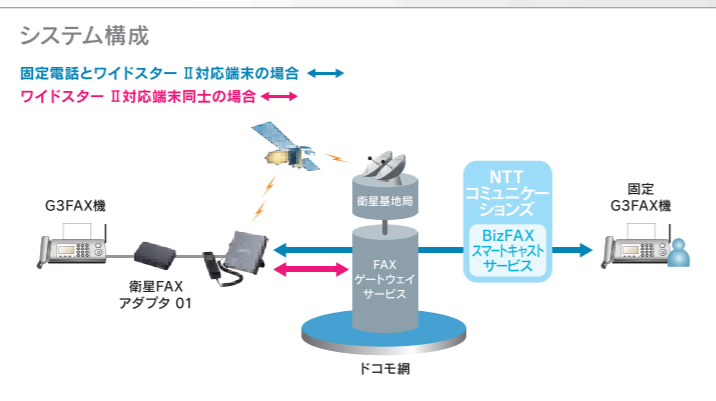 システム構成
固定電話とワイドスター Ⅱ対応端末の場合
ワイドスター Ⅱ対応端末同士の場合
G3FAX機
衛星FAX
アダプタ 01
衛星基地局
FAX
ゲートウェイ
サービス
ドコモ網
NTT
コミュニケー
ションズ
BizFAX
スマートキャスト
サービス
固定
G3FAX機